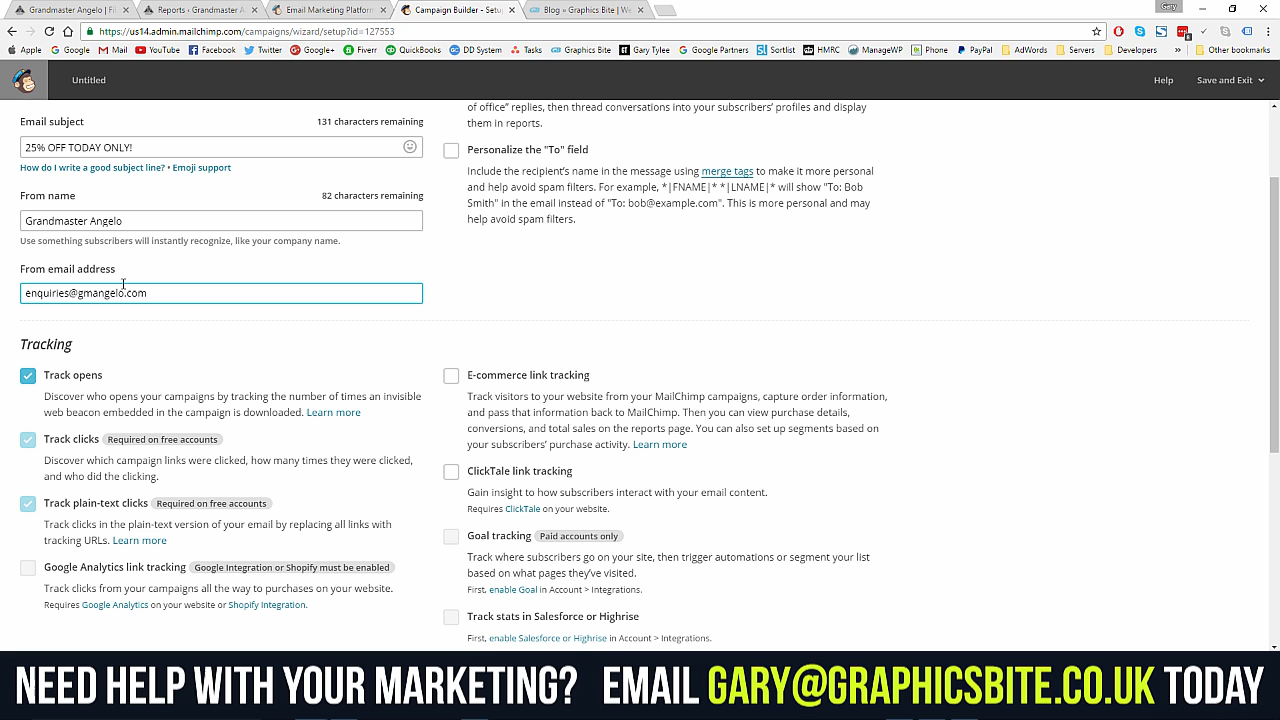 Grandmaster Angelo | Fi
Reports ‹ Grandmaster A
Email Marketing Platform
Campaign Builder - Setu
Blog » Graphics Bite | We
Gary
https://us14.admin.mailchimp.com/campaigns/wizard/setup?id=127553
Apple
Google
Mail
YouTube
Facebook
Twitter
Google+
Fiverr
QuickBooks
DD System
Tasks
Graphics Bite
Gary Tylee
Google Partners
Sortlist
HMRC
ManageWP
Phone
PayPal
AdWords
Servers
Developers
»
Other bookmarks
Untitled
Help
Save and Exit
Email subject
131 characters remaining
25% OFF TODAY ONLY!
How do I write a good subject line? • Emoji support
From name
82 characters remaining
Grandmaster Angelo
Use something subscribers will instantly recognize, like your company name.
From email address
enquiries@gmangelo.com
of office" replies, then thread conversations into your subscribers' profiles and display
them in reports.
Personalize the "To" field
Include the recipient's name in the message using merge tags to make it more personal
and help avoid spam filters. For example, *|FNAME|* *|LNAME|* will show "To: Bob
Smith" in the email instead of "To: bob@example.com". This is more personal and may
help avoid spam filters.
Tracking
Track opens
Discover who opens your campaigns by tracking the number of times an invisible
web beacon embedded in the campaign is downloaded. Learn more
Track clicks Required on free accounts
Discover which campaign links were clicked, how many times they were clicked,
and who did the clicking.
Track plain-text clicks Required on free accounts
Track clicks in the plain-text version of your email by replacing all links with
tracking URLs. Learn more
Google Analytics link tracking Google Integration or Shopify must be enabled
Track clicks from your campaigns all the way to purchases on your website.
Requires Google Analytics on your website or Shopify Integration.
E-commerce link tracking
Track visitors to your website from your MailChimp campaigns, capture order information,
and pass that information back to MailChimp. Then you can view purchase details,
conversions, and total sales on the reports page. You can also set up segments based on
your subscribers' purchase activity. Learn more
ClickTale link tracking
Gain insight to how subscribers interact with your email content.
Requires ClickTale on your website.
Goal tracking Paid accounts only
Track where subscribers go on your site, then trigger automations or segment your list
based on what pages they've visited.
First, enable Goal in Account > Integrations.
Track stats in Salesforce or Highrise
First, enable Salesforce or Highrise in Account > Integrations.
NEED HELP WITH YOUR MARKETING? EMAIL GARY@GRAPHICSBITE.CO.UK TODAY